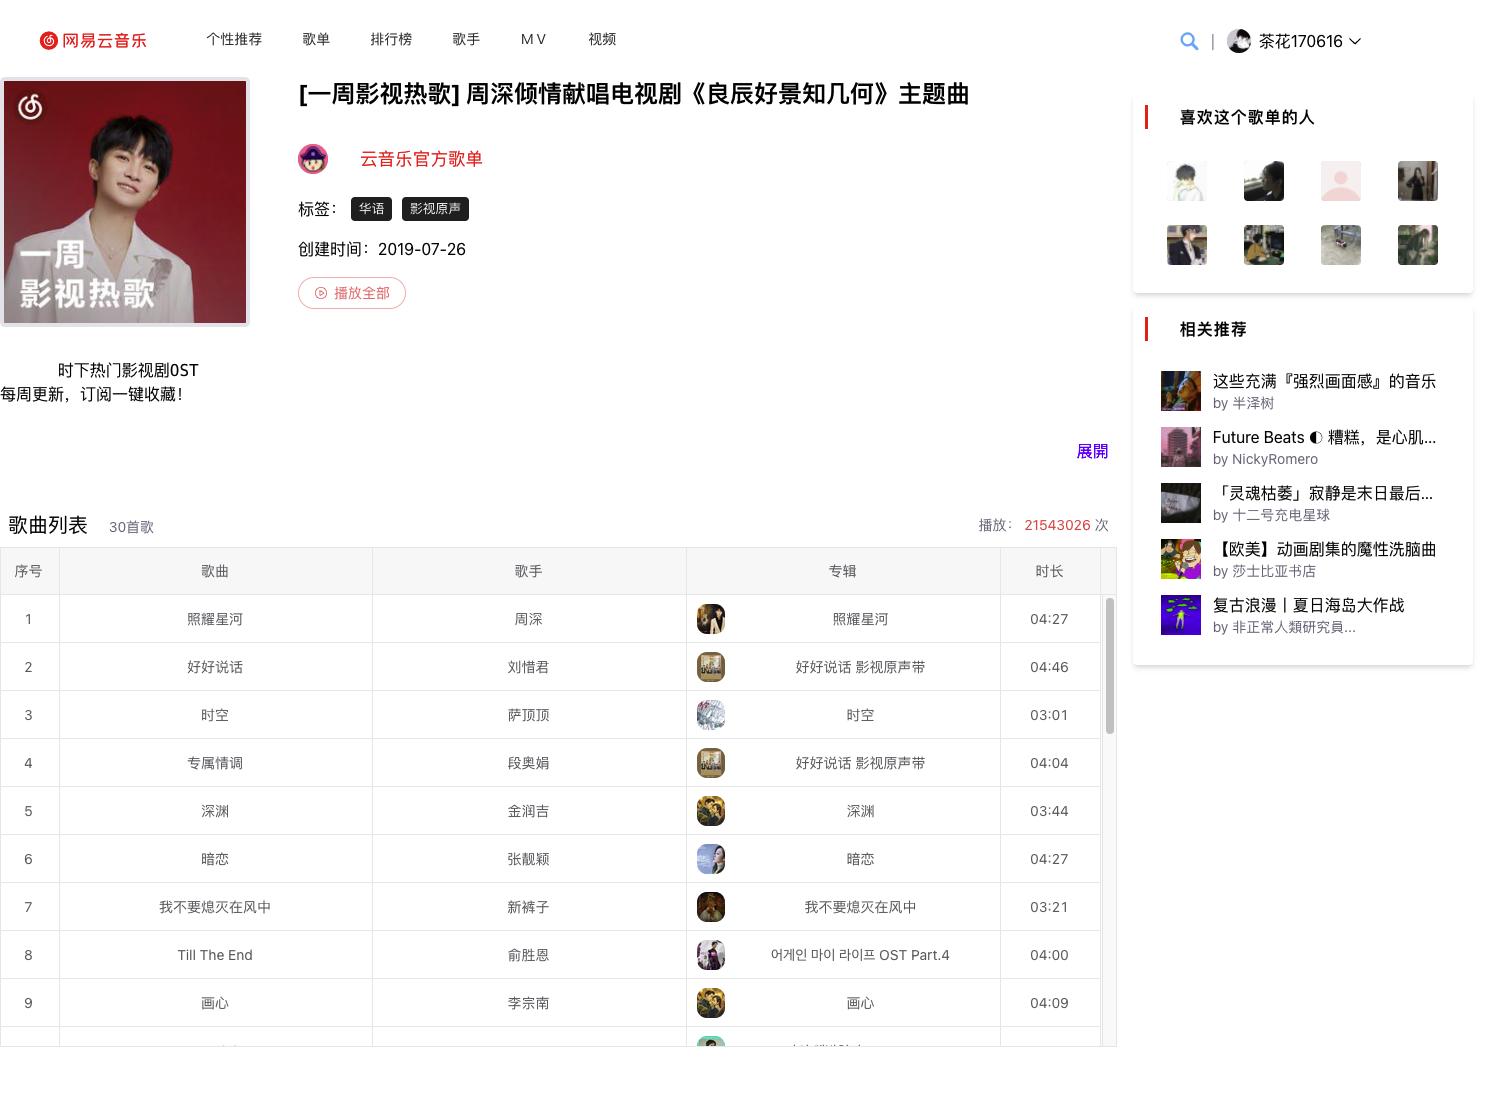 网易云音乐
个性推荐 歌单 排行榜 歌手 MV 视频
| 茶花170616
一周
影视热歌
[一周影视热歌] 周深倾情献唱电视剧《良辰好景知几何》主题曲
云音乐官方歌单
标签： 华语 影视原声
创建时间：2019-07-26
播放全部
时下热门影视剧OST
每周更新，订阅一键收藏！
展開
歌曲列表 30首歌
播放： 21543026 次
序号 歌曲 歌手 专辑 时长
1 照耀星河 周深 照耀星河 04:27
2 好好说话 刘惜君 好好说话 影视原声带 04:46
3 时空 萨顶顶 时空 03:01
4 专属情调 段奥娟 好好说话 影视原声带 04:04
5 深渊 金润吉 深渊 03:44
6 暗恋 张靓颖 暗恋 04:27
7 我不要熄灭在风中 新裤子 我不要熄灭在风中 03:21
8 Till The End 俞胜恩 어게인 마이 라이프 OST Part.4 04:00
9 画心 李宗南 画心 04:09
喜欢这个歌单的人
相关推荐
这些充满『强烈画面感』的音乐
by 半泽树
Future Beats ◐ 糟糕，是心肌...
by NickyRomero
「灵魂枯萎」寂静是末日最后...
by 十二号充电星球
【欧美】动画剧集的魔性洗脑曲
by 莎士比亚书店
复古浪漫丨夏日海岛大作战
by 非正常人類研究員...